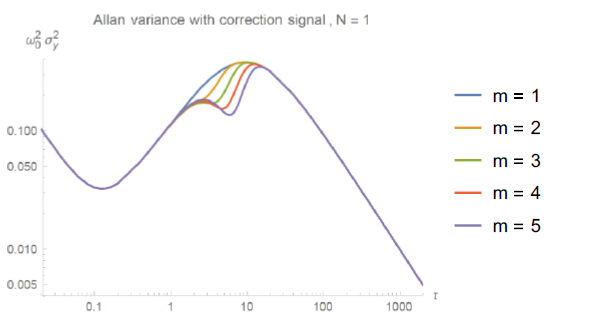 Allan variance with correction signal , N = 1
ω₀² σᵧ²
0.100
0.050
0.010
0.005
0.1
1
10
100
1000
τ
m = 1
m = 2
m = 3
m = 4
m = 5